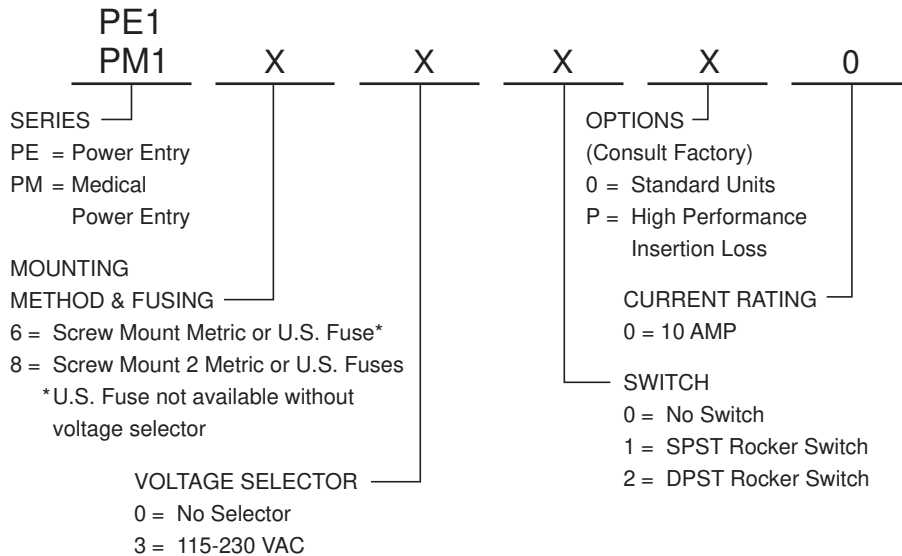 PE1
PM1 X X X X 0
SERIES
PE = Power Entry
PM = Medical
Power Entry
MOUNTING
METHOD & FUSING
6 = Screw Mount Metric or U.S. Fuse*
8 = Screw Mount 2 Metric or U.S. Fuses
*U.S. Fuse not available without
voltage selector
VOLTAGE SELECTOR
0 = No Selector
3 = 115-230 VAC
OPTIONS
(Consult Factory)
0 = Standard Units
P = High Performance
Insertion Loss
CURRENT RATING
0 = 10 AMP
SWITCH
0 = No Switch
1 = SPST Rocker Switch
2 = DPST Rocker Switch